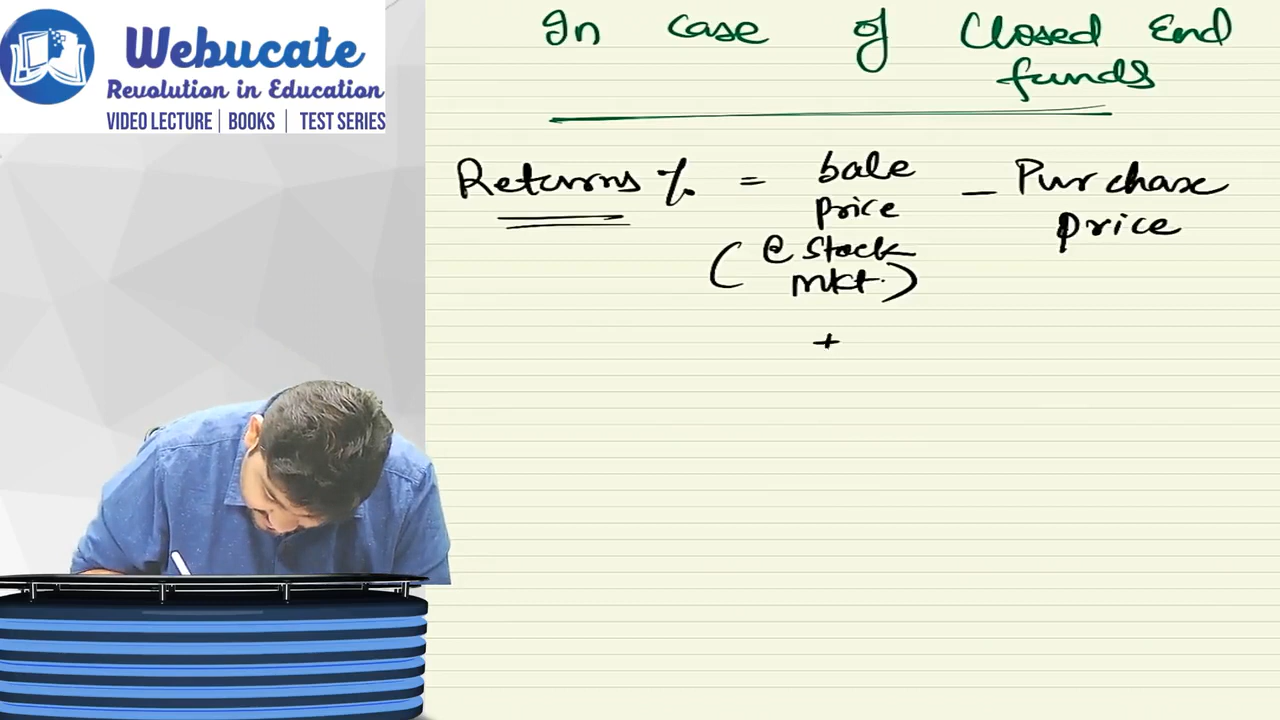 Webucate
Revolution in Education
VIDEO LECTURE | BOOKS | TEST SERIES
In case of Closed End
funds
Returns % = Sale - Purchase
price price
(@ Stock
mkt.)
+